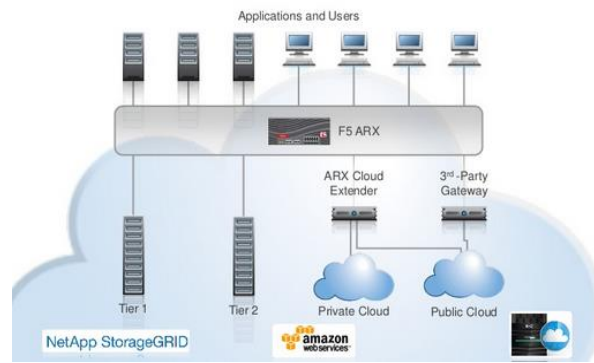 Applications and Users
F5 ARX
ARX Cloud
Extender
3rd-Party
Gateway
Tier 1
Tier 2
Private Cloud
Public Cloud
NetApp StorageGRID
amazon
web services™